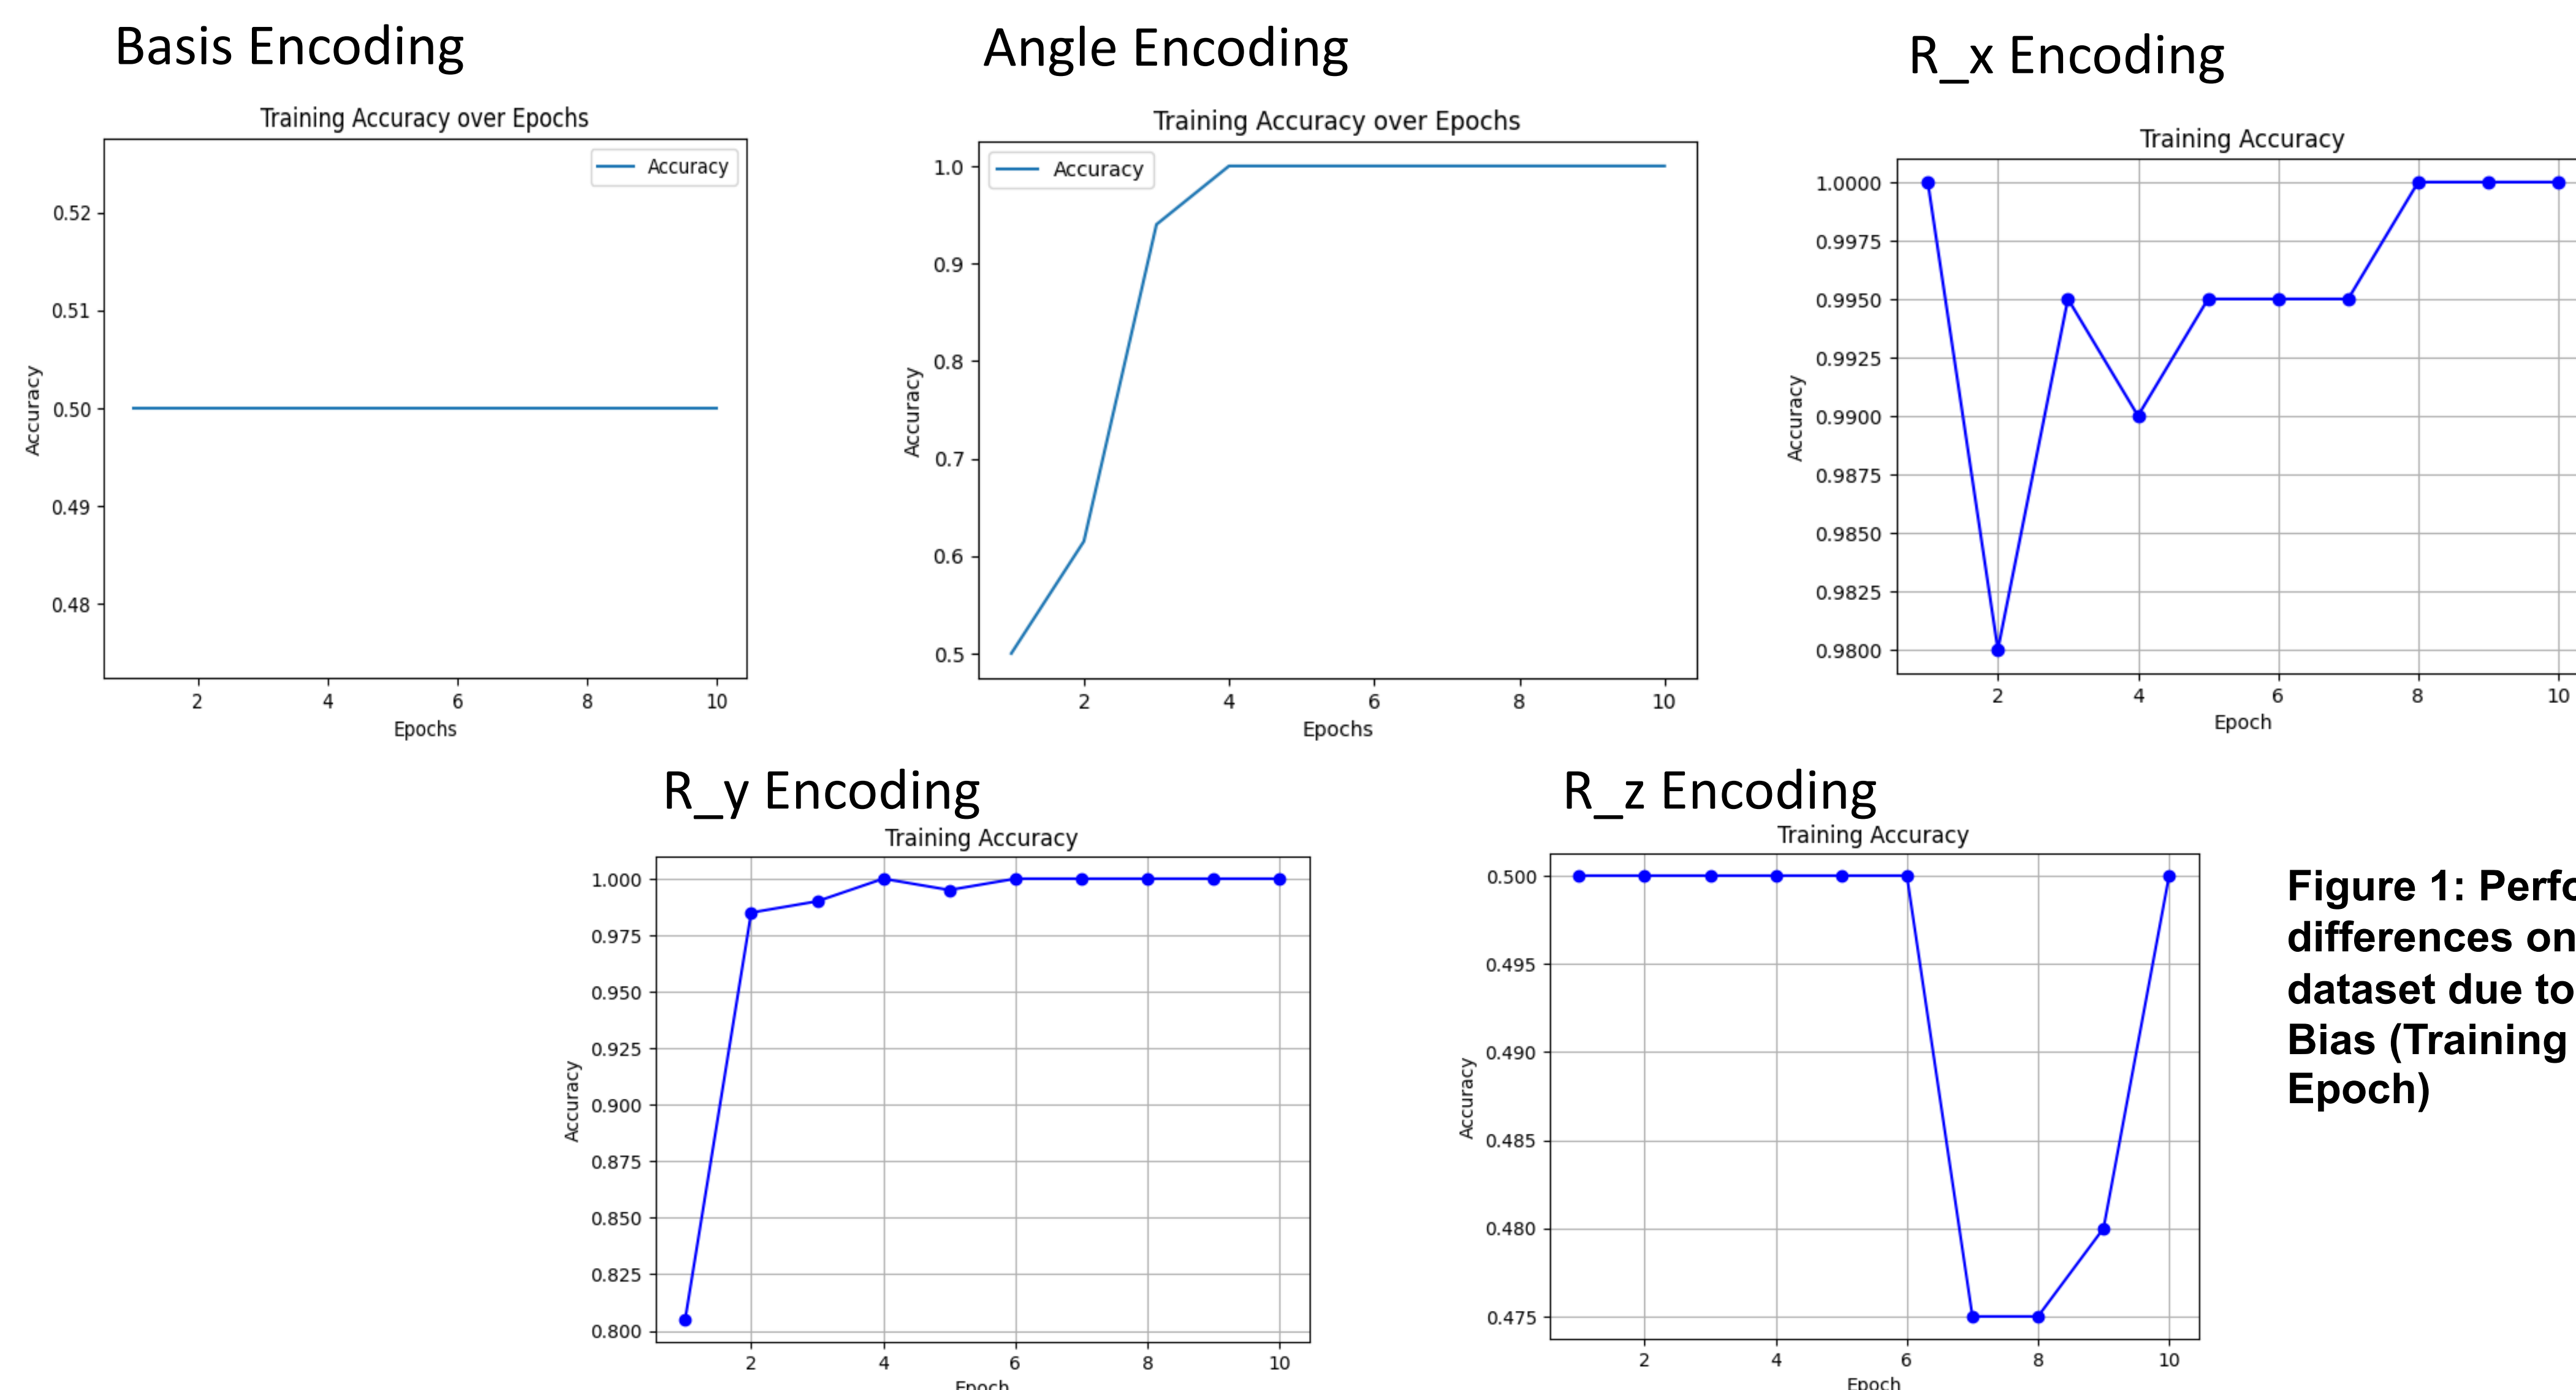 Basis Encoding
Training Accuracy over Epochs
Accuracy
0.52
0.51
0.50
0.49
0.48
Accuracy
2 4 6 8 10
Epochs
Angle Encoding
Training Accuracy over Epochs
Accuracy
1.0
0.9
0.8
0.7
0.6
0.5
Accuracy
2 4 6 8 10
Epochs
R_x Encoding
Training Accuracy
1.0000
0.9975
0.9950
0.9925
0.9900
0.9875
0.9850
0.9825
0.9800
Accuracy
2 4 6 8 10
Epoch
R_y Encoding
Training Accuracy
1.000
0.975
0.950
0.925
0.900
0.875
0.850
0.825
0.800
Accuracy
2 4 6 8 10
Epoch
R_z Encoding
Training Accuracy
0.500
0.495
0.490
0.485
0.480
0.475
Accuracy
2 4 6 8 10
Epoch
Figure 1:
differences on
dataset due to
Bias (Training
Epoch)